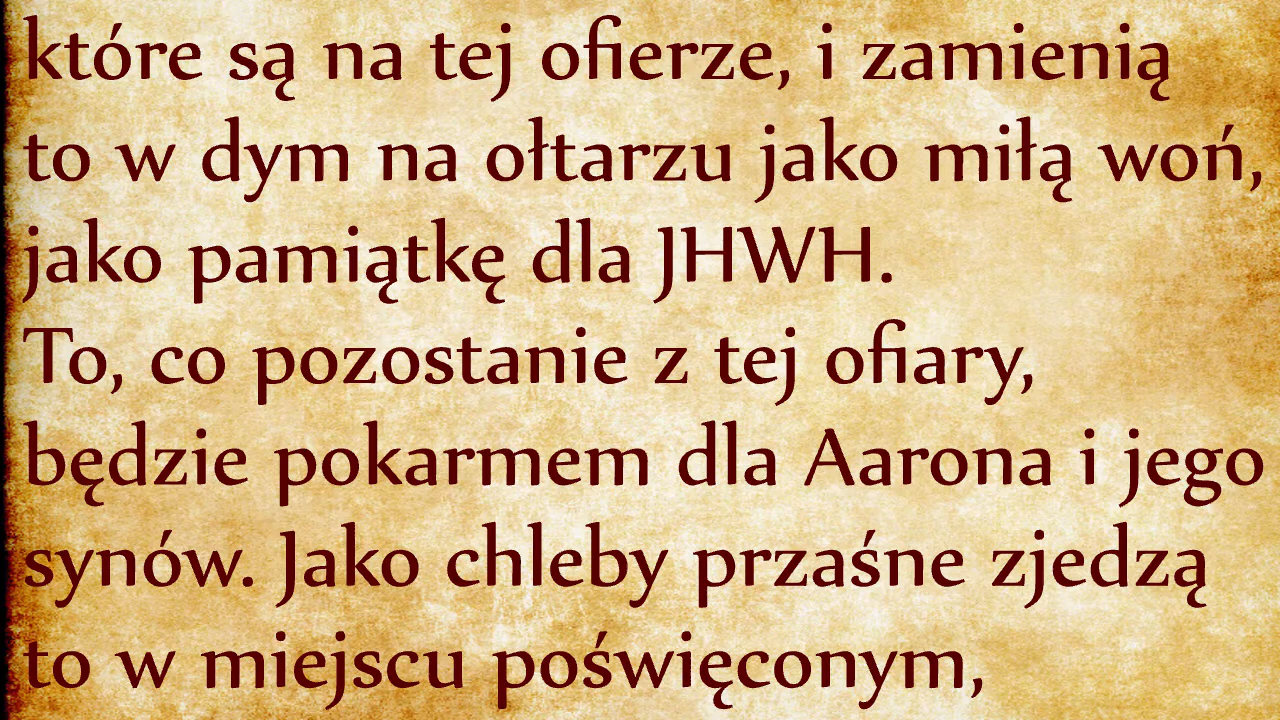 które są na tej ofierze, i zamienią
to w dym na ołtarzu jako miłą woń,
jako pamiątkę dla JHWH.
To, co pozostanie z tej ofiary,
będzie pokarmem dla Aarona i jego
synów. Jako chleby przaśne zjedzą
to w miejscu poświęconym,